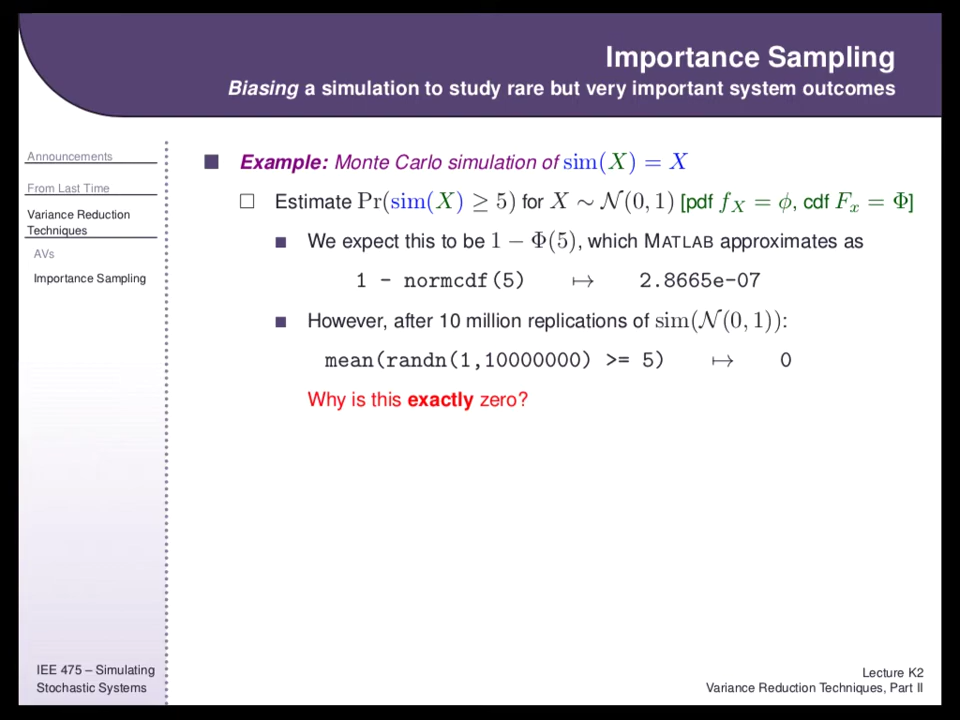 Importance Sampling
Biasing a simulation to study rare but very important system outcomes
Announcements
From Last Time
Variance Reduction
Techniques
AVs
Importance Sampling
■ Example: Monte Carlo simulation of sim(X) = X
□ Estimate Pr(sim(X) ≥ 5) for X ∼ 𝒩(0, 1) [pdf f_X = ϕ, cdf F_x = Φ]
■ We expect this to be 1 − Φ(5), which MATLAB approximates as
1 - normcdf(5) ↦ 2.8665e-07
■ However, after 10 million replications of sim(𝒩(0, 1)):
mean(randn(1,10000000) >= 5) ↦ 0
Why is this exactly zero?
IEE 475 – Simulating
Stochastic Systems
Lecture K2
Variance Reduction Techniques, Part II